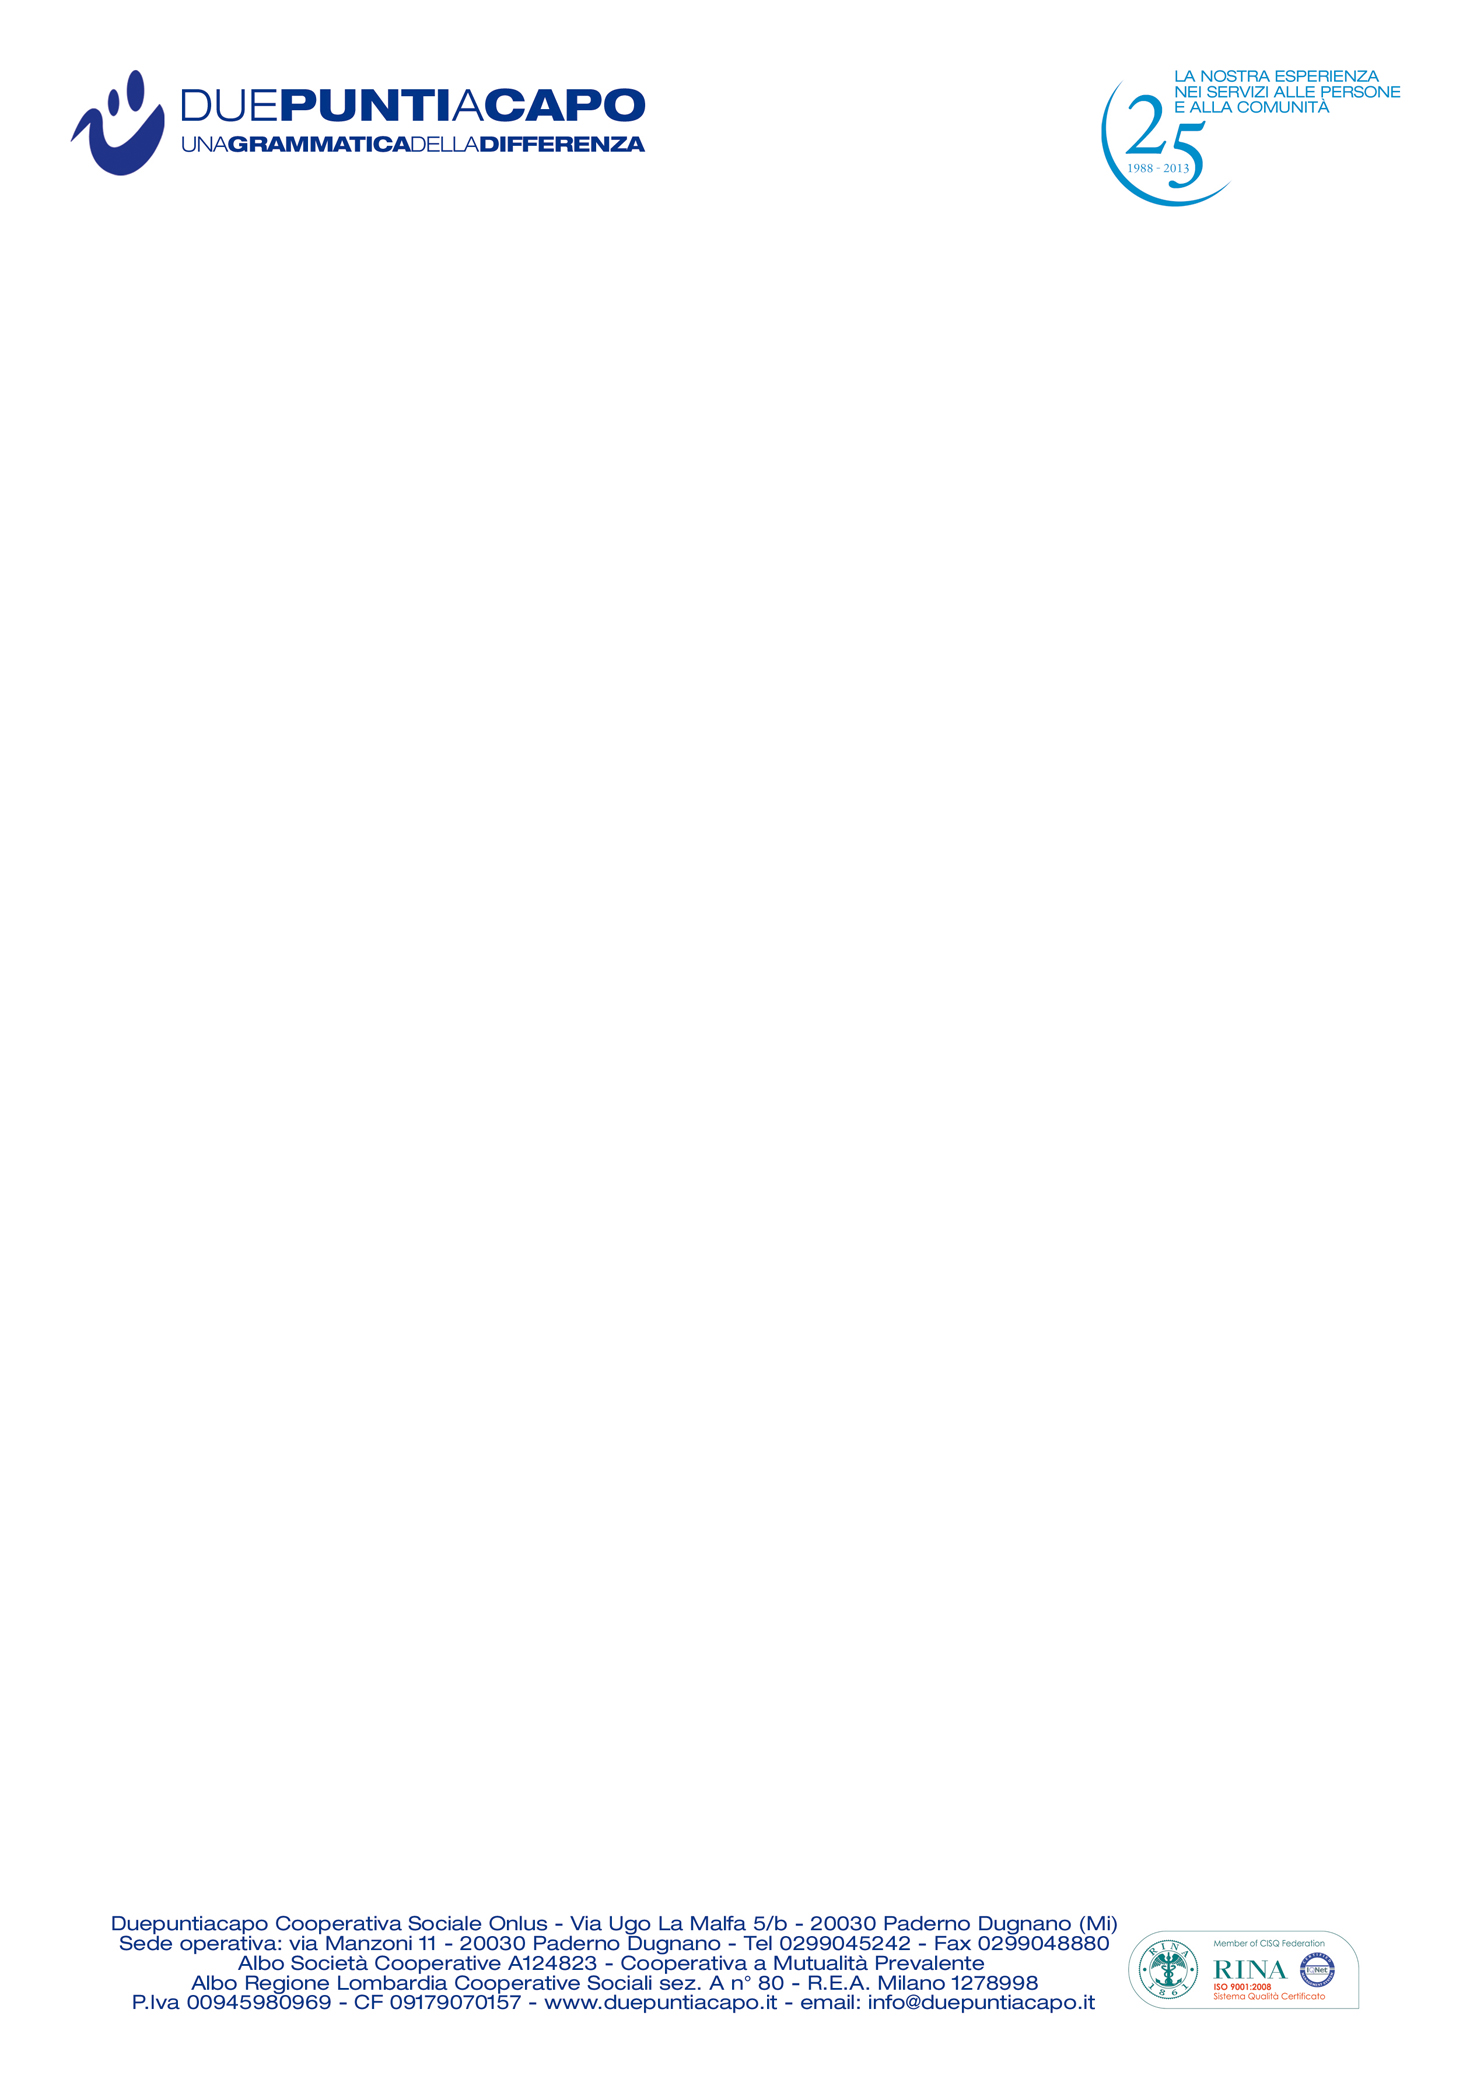 DUEPUNTIACAPO
UNAGRAMMATICADELLADIFFERENZA
LA NOSTRA ESPERIENZA
NEI SERVIZI ALLE PERSONE
E ALLA COMUNITÀ
25
1988 - 2013
Duepuntiacapo Cooperativa Sociale Onlus - Via Ugo La Malfa 5/b - 20030 Paderno Dugnano (Mi)
Sede operativa: via Manzoni 11 - 20030 Paderno Dugnano - Tel 0299045242 - Fax 0299048880
Albo Società Cooperative A124823 - Cooperativa a Mutualità Prevalente
Albo Regione Lombardia Cooperative Sociali sez. A n° 80 - R.E.A. Milano 1278998
P.Iva 00945980969 - CF 09179070157 - www.duepuntiacapo.it - email: info@duepuntiacapo.it
RINA
1861
Member of CISQ Federation
RINA
ISO 9001:2008
Sistema Qualità Certificato
IQNet